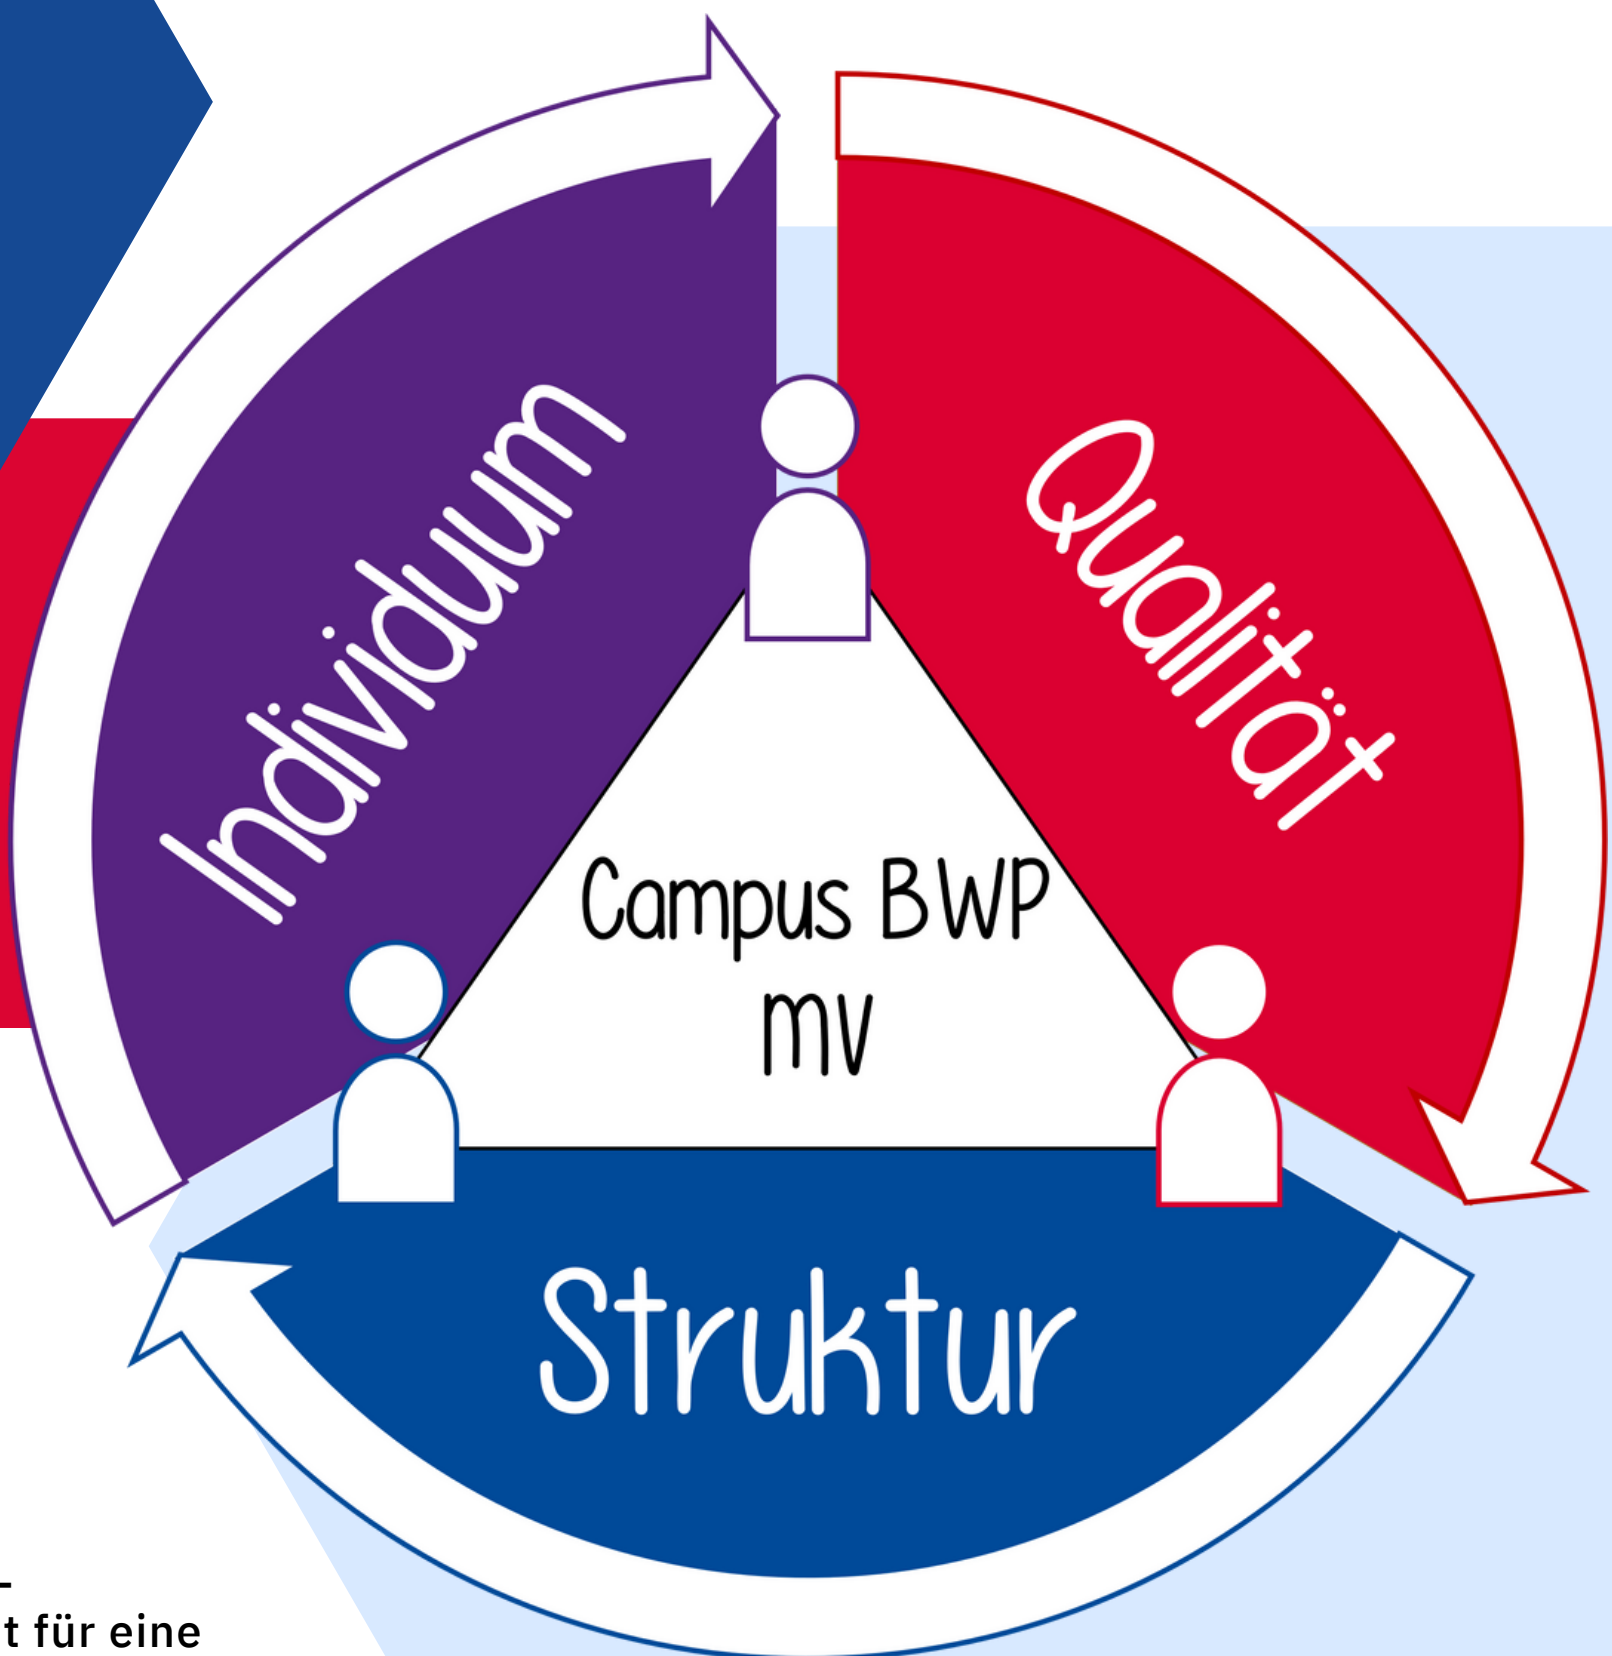 Individuum
Qualität
Campus BWP
mv
Struktur
t für eine